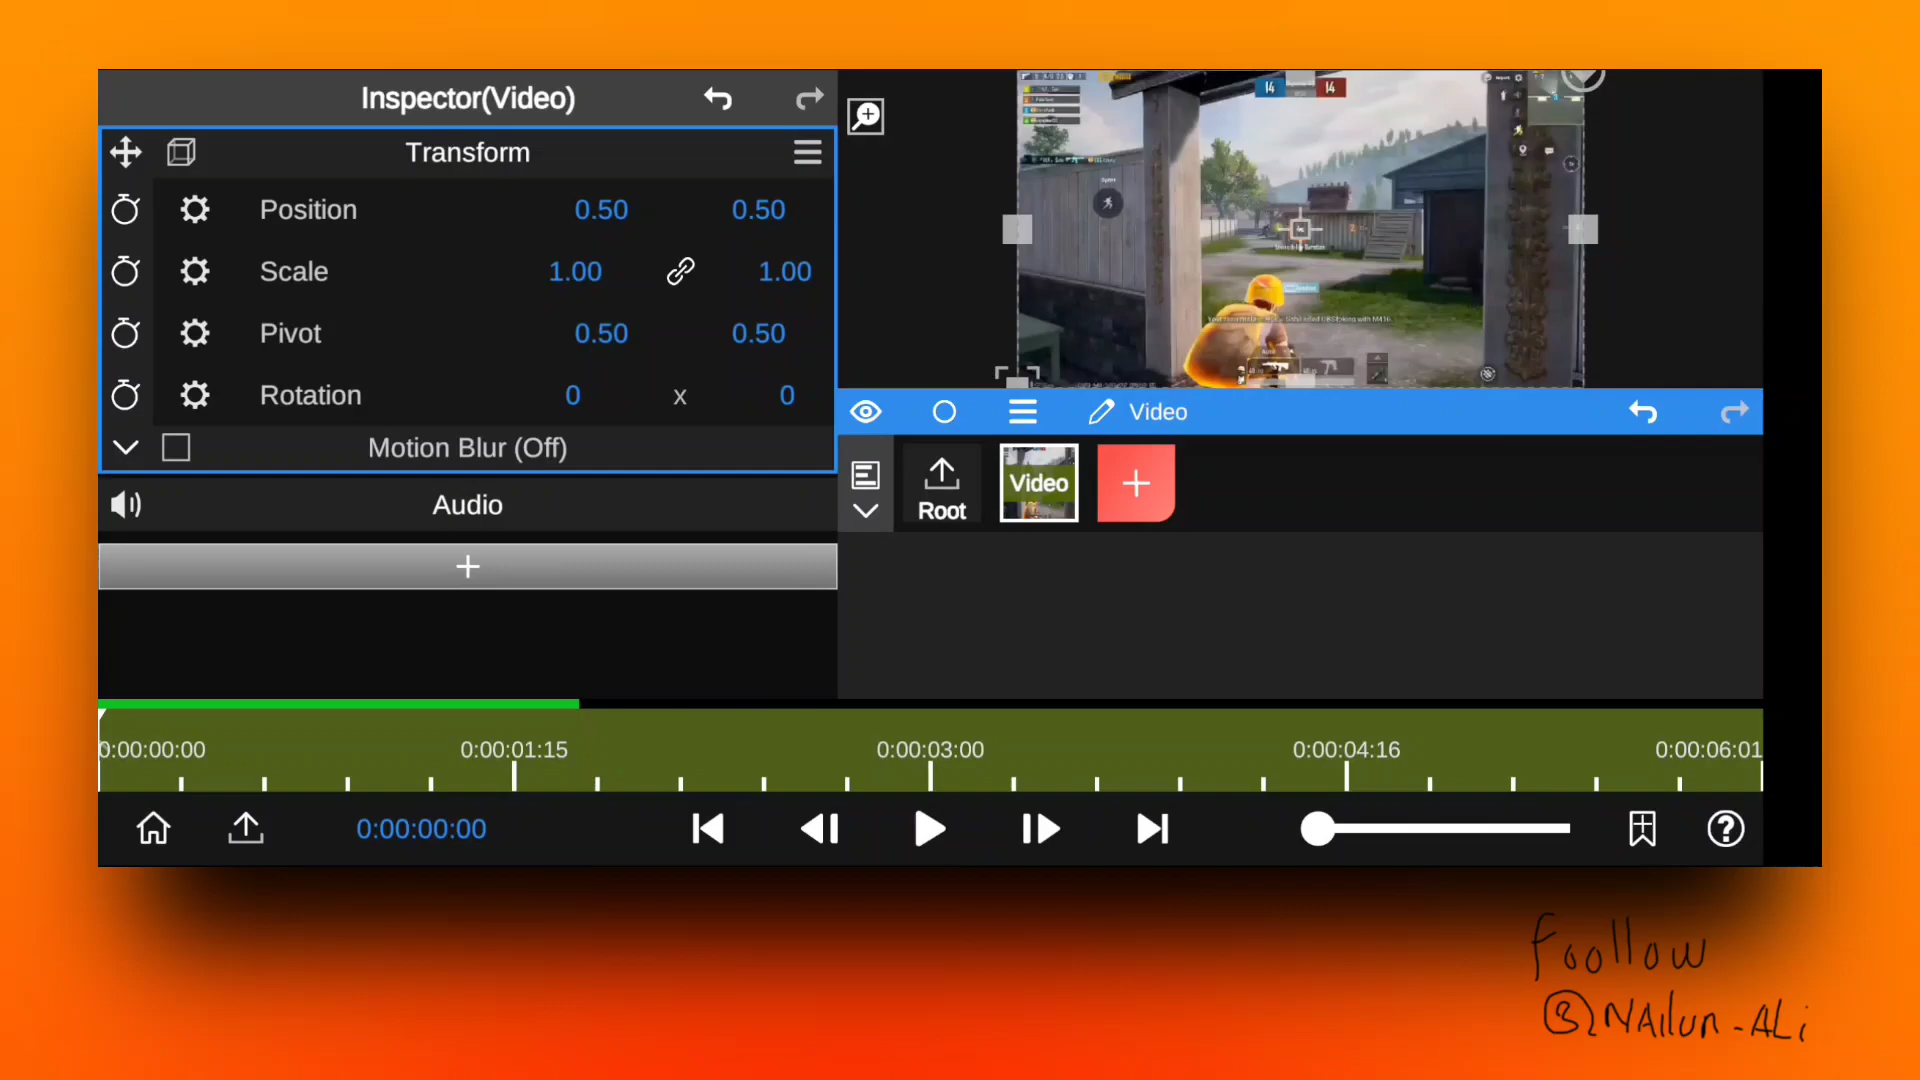 Inspector(Video)
Transform
Position 0.50 0.50
Scale 1.00 1.00
Pivot 0.50 0.50
Rotation 0 x 0
Motion Blur (Off)
Audio
14 14
Video
Root
Video
0:00:00:00 0:00:01:15 0:00:03:00 0:00:04:16 0:00:06:01
0:00:00:00
Foollow
@NAilun-ALi